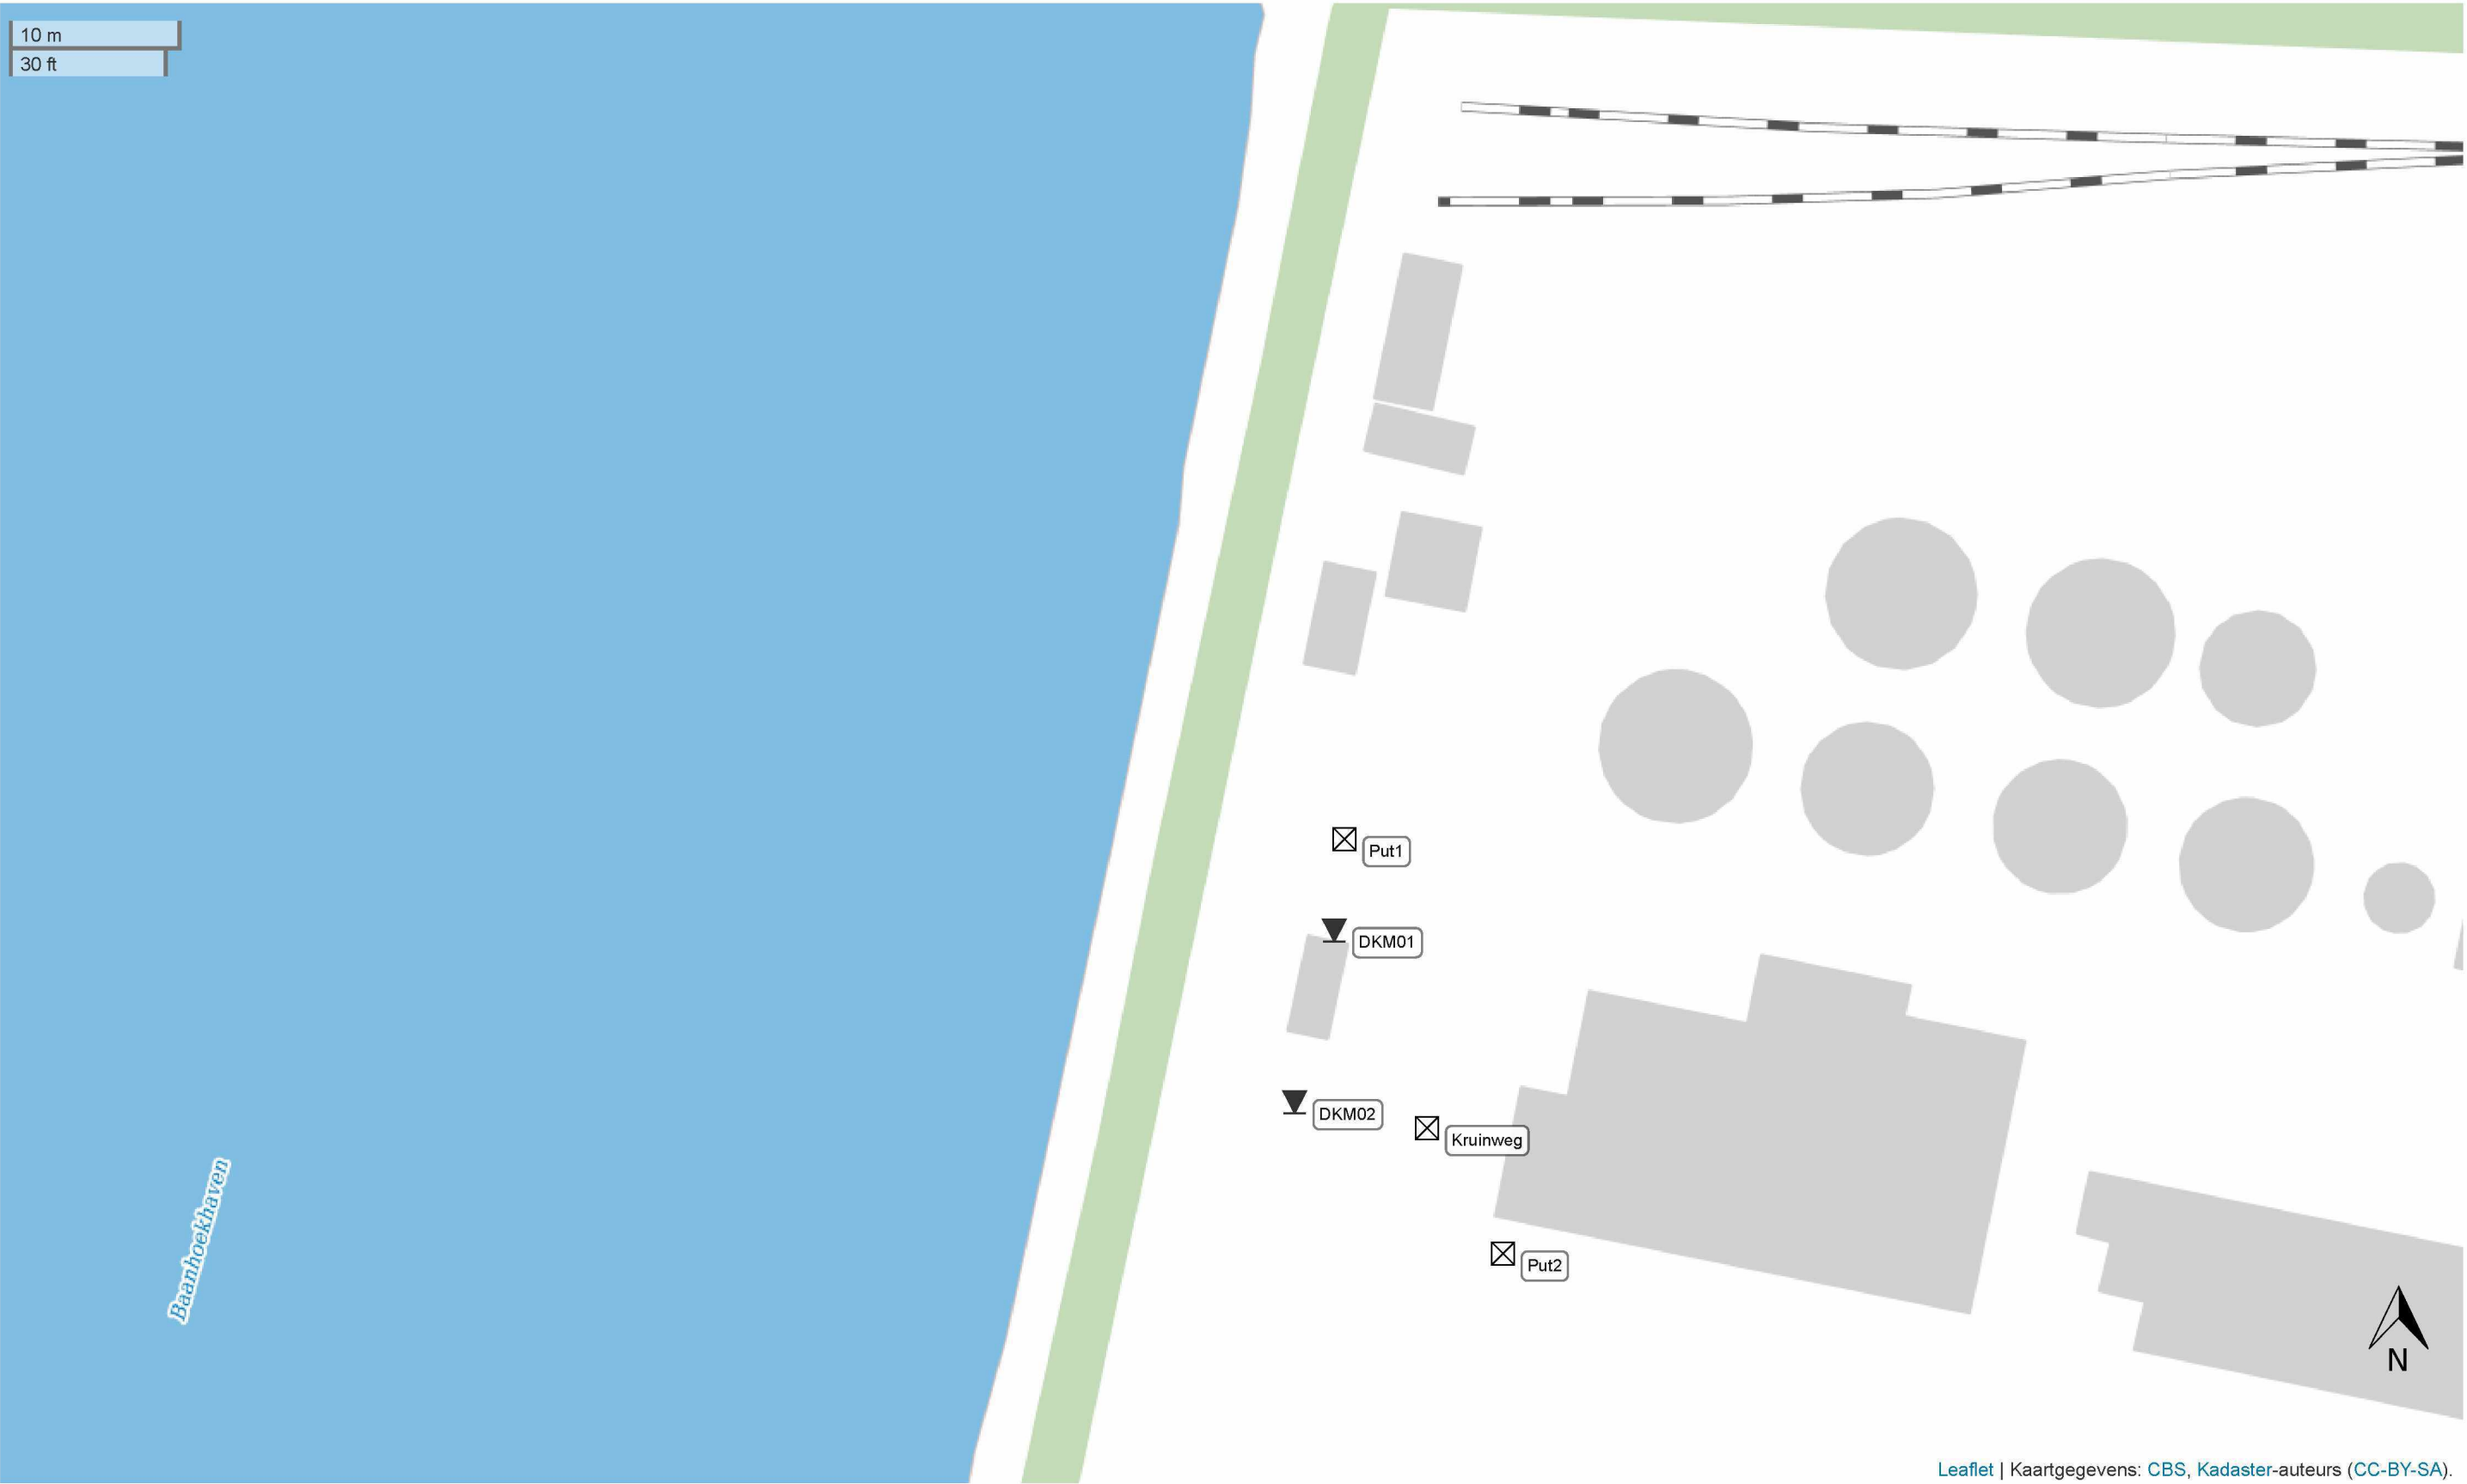 10 m
30 ft
Put1
DKM01
DKM02
Kruinweg
Put2
Baanhoekhaven
N
Leaflet | Kaartgegevens: CBS, Kadaster-auteurs (CC-BY-SA).